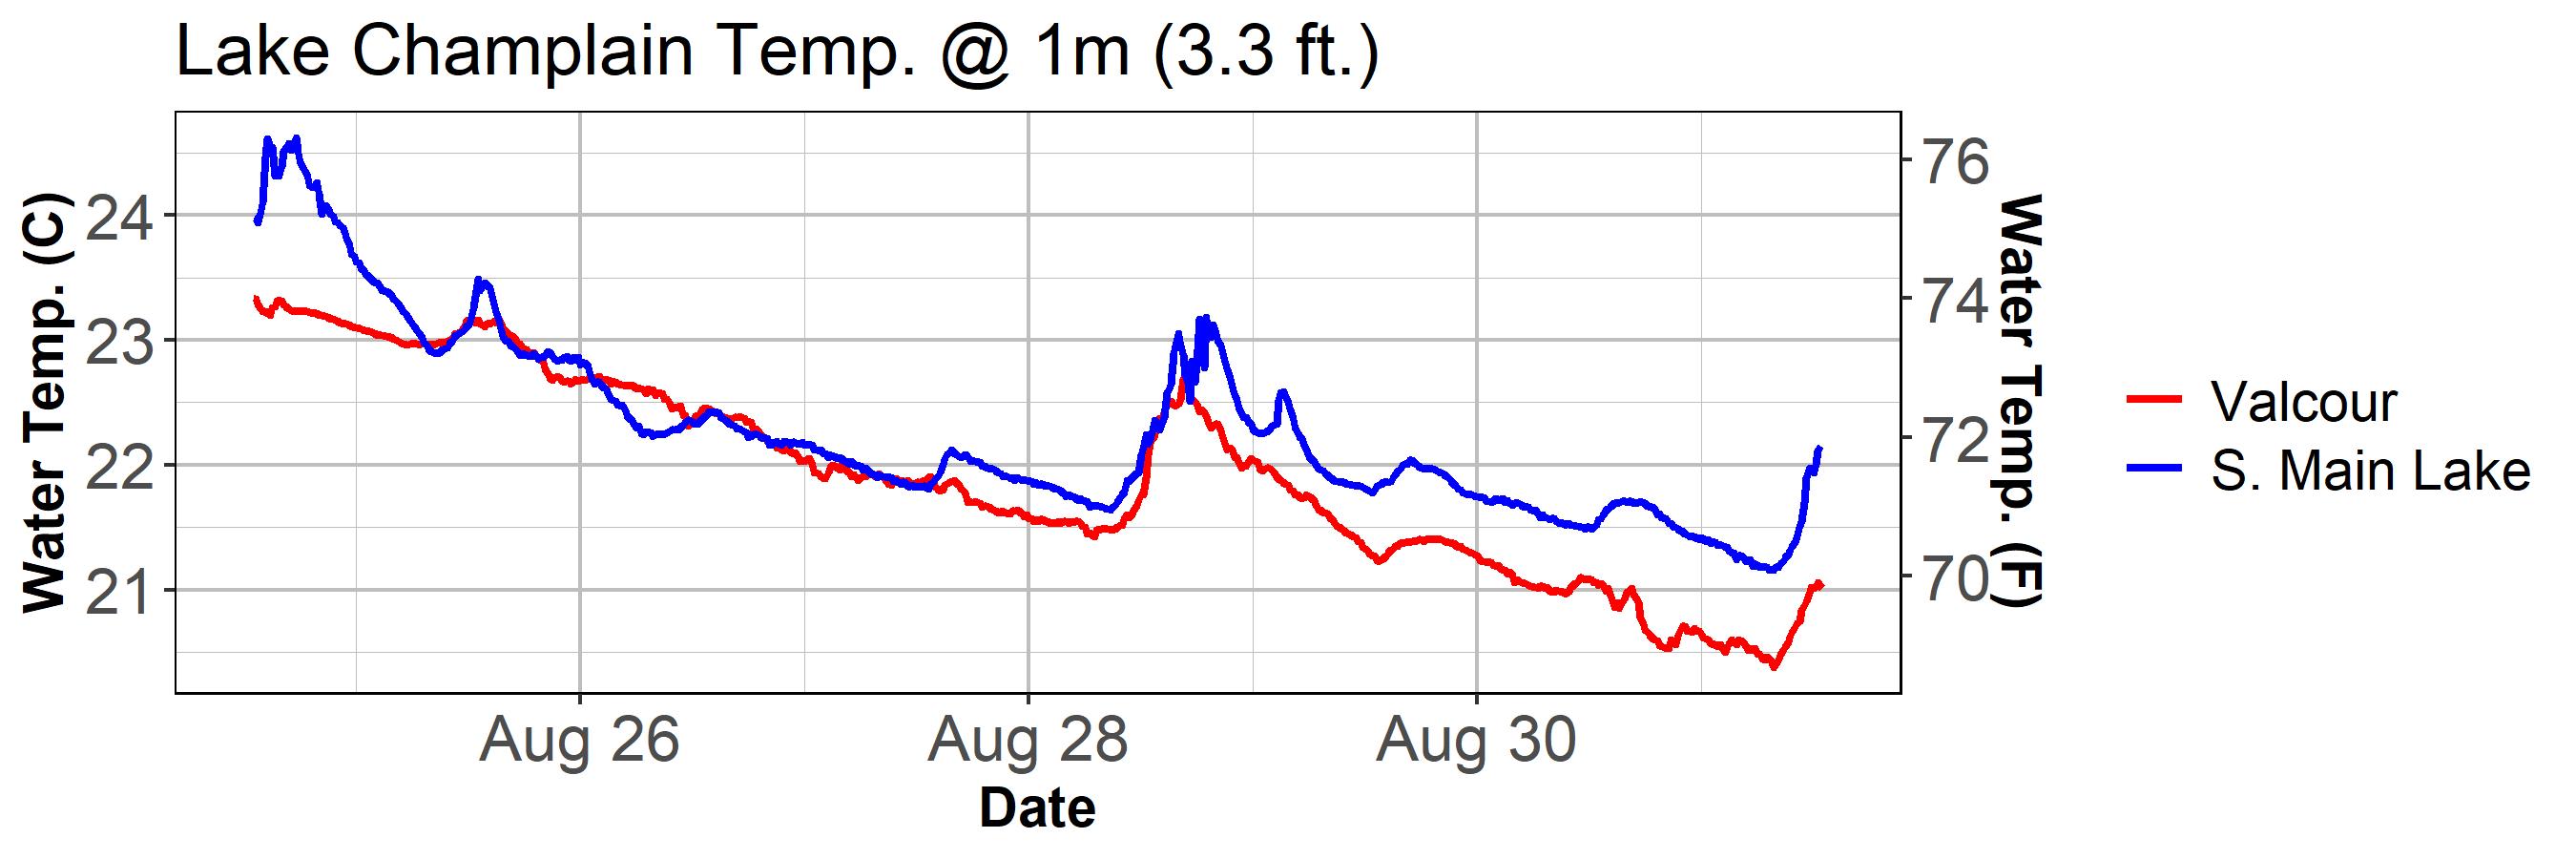 Lake Champlain Temp. @ 1m (3.3 ft.)
Water Temp. (C)
24
23
22
21
76
74
72
70
Water Temp. (F)
Aug 26
Aug 28
Aug 30
Date
Valcour
S. Main Lake